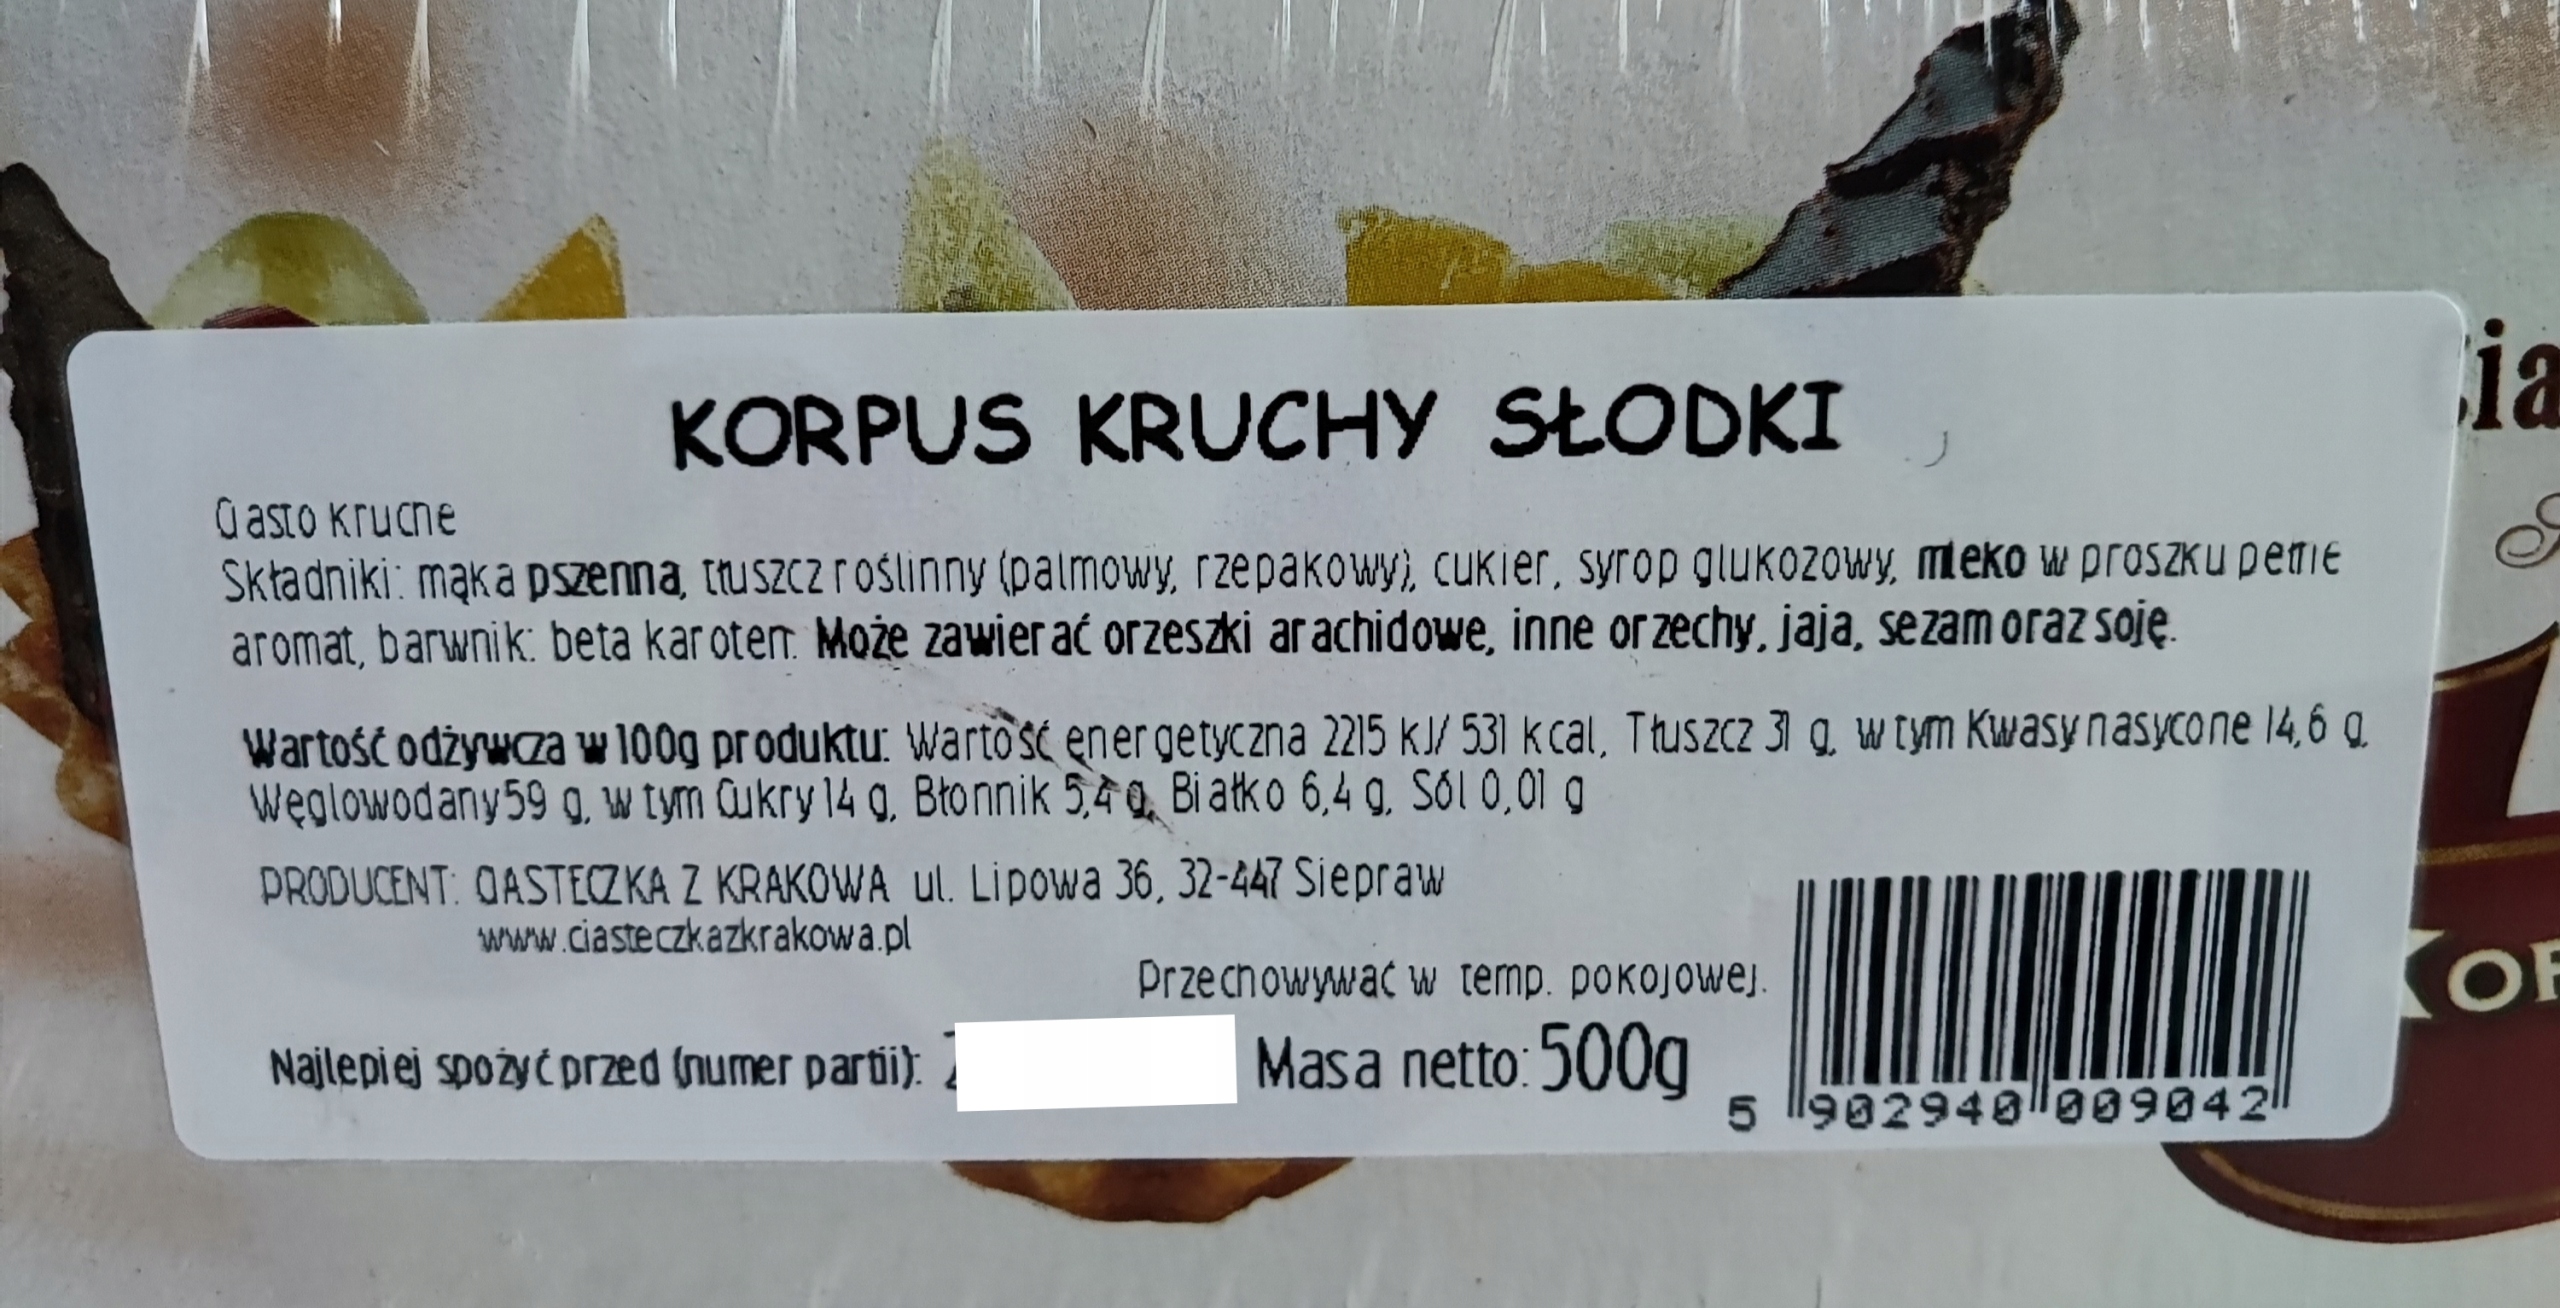 KORPUS KRUCHY SŁODKI
Ciasto kruche
Składniki: mąka pszenna, tłuszcz roślinny (palmowy, rzepakowy), cukier, syrop glukozowy, mleko w proszku pełne
aromat, barwnik: beta karoten. Może zawierać orzeszki arachidowe, inne orzechy, jaja, sezam oraz soję.
Wartość odżywcza w 100g produktu: Wartość energetyczna 2215 kJ/ 531 kcal, Tłuszcz 31 g, w tym Kwasy nasycone 14,6 g,
Węglowodany 59 g, w tym Cukry 14 g, Błonnik 5,4 g, Białko 6,4 g, Sól 0,01 g
PRODUCENT: CIASTECZKA Z KRAKOWA ul. Lipowa 36, 32-447 Siepraw
www.ciasteczkazkrakowa.pl
Przechowywać w temp. pokojowej.
Najlepiej spożyć przed (numer partii): Masa netto: 500g
5 902940 009042